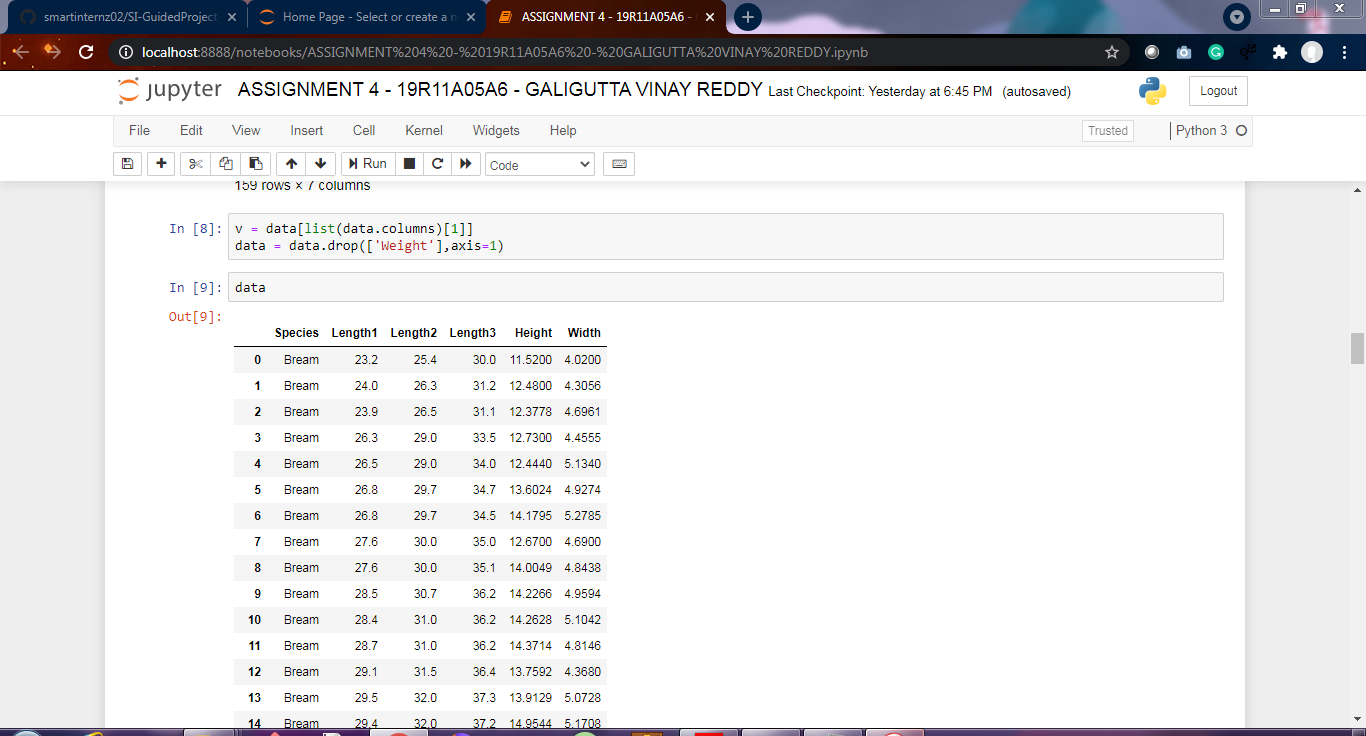 smartinternz02/SI-GuidedProject
Home Page - Select or create a n
ASSIGNMENT 4 - 19R11A05A6 -
localhost:8888/notebooks/ASSIGNMENT%204%20-%2019R11A05A6%20-%20GALIGUTTA%20VINAY%20REDDY.ipynb
jupyter ASSIGNMENT 4 - 19R11A05A6 - GALIGUTTA VINAY REDDY Last Checkpoint: Yesterday at 6:45 PM (autosaved)
Logout
File Edit View Insert Cell Kernel Widgets Help
Trusted
Python 3
Run
Code
159 rows × 7 columns
In [8]: v = data[list(data.columns)[1]]
data = data.drop(['Weight'],axis=1)
In [9]: data
Out[9]:
Species Length1 Length2 Length3 Height Width
0 Bream 23.2 25.4 30.0 11.5200 4.0200
1 Bream 24.0 26.3 31.2 12.4800 4.3056
2 Bream 23.9 26.5 31.1 12.3778 4.6961
3 Bream 26.3 29.0 33.5 12.7300 4.4555
4 Bream 26.5 29.0 34.0 12.4440 5.1340
5 Bream 26.8 29.7 34.7 13.6024 4.9274
6 Bream 26.8 29.7 34.5 14.1795 5.2785
7 Bream 27.6 30.0 35.0 12.6700 4.6900
8 Bream 27.6 30.0 35.1 14.0049 4.8438
9 Bream 28.5 30.7 36.2 14.2266 4.9594
10 Bream 28.4 31.0 36.2 14.2628 5.1042
11 Bream 28.7 31.0 36.2 14.3714 4.8146
12 Bream 29.1 31.5 36.4 13.7592 4.3680
13 Bream 29.5 32.0 37.3 13.9129 5.0728
14 Bream 29.4 32.0 37.2 14.9544 5.1708